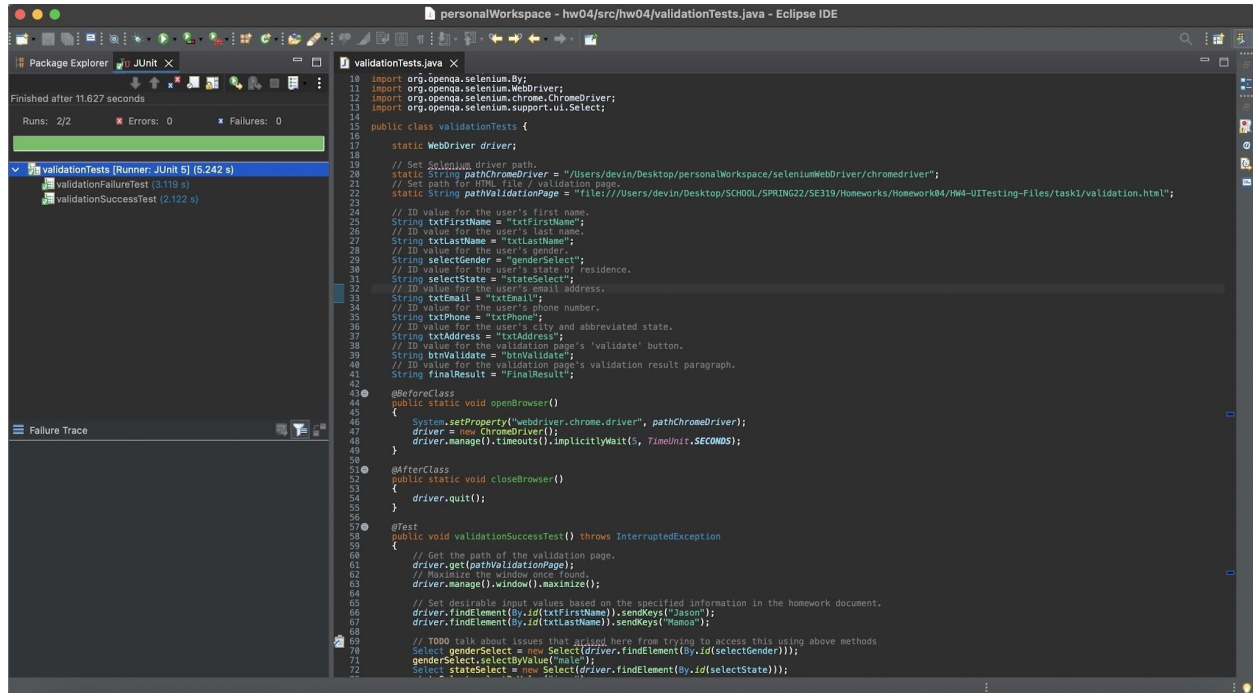 personalWorkspace - hw04/src/hw04/validationTests.java - Eclipse IDE
Package Explorer JUnit
Finished after 11.627 seconds
Runs: 2/2 Errors: 0 Failures: 0
validationTests [Runner: JUnit 5] (5.242 s)
validationFailureTest (3.119 s)
validationSuccessTest (2.122 s)
Failure Trace
validationTests.java
10 import org.openqa.selenium.By;
11 import org.openqa.selenium.WebDriver;
12 import org.openqa.selenium.chrome.ChromeDriver;
13 import org.openqa.selenium.support.ui.Select;
14
15 public class validationTests {
16
17 static WebDriver driver;
18
19 // Set Selenium driver path.
20 static String pathChromeDriver = "/Users/devin/Desktop/personalWorkspace/seleniumWebDriver/chromedriver";
21 // Set path for HTML file / validation page.
22 static String pathValidationPage = "file:///Users/devin/Desktop/SCHOOL/SPRING22/SE319/Homeworks/Homework04/HW4-UITesting-Files/task1/validation.html";
23
24 // ID value for the user's first name.
25 String txtFirstName = "txtFirstName";
26 // ID value for the user's last name.
27 String txtLastName = "txtLastName";
28 // ID value for the user's gender.
29 String selectGender = "genderSelect";
30 // ID value for the user's state of residence.
31 String selectState = "stateSelect";
32 // ID value for the user's email address.
33 String txtEmail = "txtEmail";
34 // ID value for the user's phone number.
35 String txtPhone = "txtPhone";
36 // ID value for the user's city and abbreviated state.
37 String txtAddress = "txtAddress";
38 // ID value for the validation page's 'validate' button.
39 String btnValidate = "btnValidate";
40 // ID value for the validation page's validation result paragraph.
41 String finalResult = "FinalResult";
42
43 @BeforeClass
44 public static void openBrowser()
45 {
46 System.setProperty("webdriver.chrome.driver", pathChromeDriver);
47 driver = new ChromeDriver();
48 driver.manage().timeouts().implicitlyWait(5, TimeUnit.SECONDS);
49 }
50
51 @AfterClass
52 public static void closeBrowser()
53 {
54 driver.quit();
55 }
56
57 @Test
58 public void validationSuccessTest() throws InterruptedException
59 {
60 // Get the path of the validation page.
61 driver.get(pathValidationPage);
62 // Maximize the window once found.
63 driver.manage().window().maximize();
64
65 // Set desirable input values based on the specified information in the homework document.
66 driver.findElement(By.id(txtFirstName)).sendKeys("Jason");
67 driver.findElement(By.id(txtLastName)).sendKeys("Mamoa");
68
69 // TODO talk about issues that arised here from trying to access this using above methods
70 Select genderSelect = new Select(driver.findElement(By.id(selectGender)));
71 genderSelect.selectByValue("male");
72 Select stateSelect = new Select(driver.findElement(By.id(selectState)));